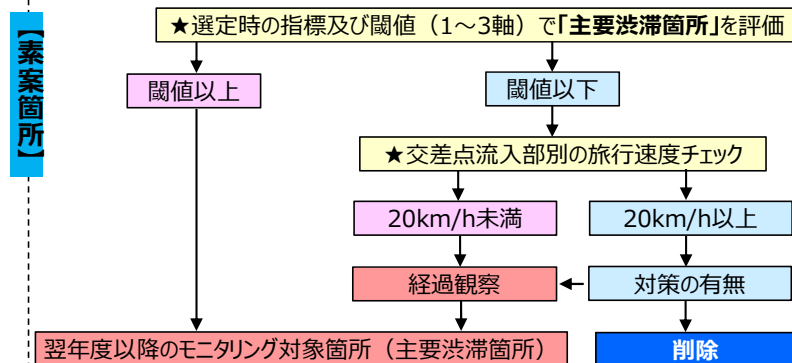 【素案箇所】
★選定時の指標及び閾値（1～3軸）で「主要渋滞箇所」を評価
閾値以上
閾値以下
★交差点流入部別の旅行速度チェック
20km/h未満
20km/h以上
経過観察
対策の有無
翌年度以降のモニタリング対象箇所（主要渋滞箇所）
削除